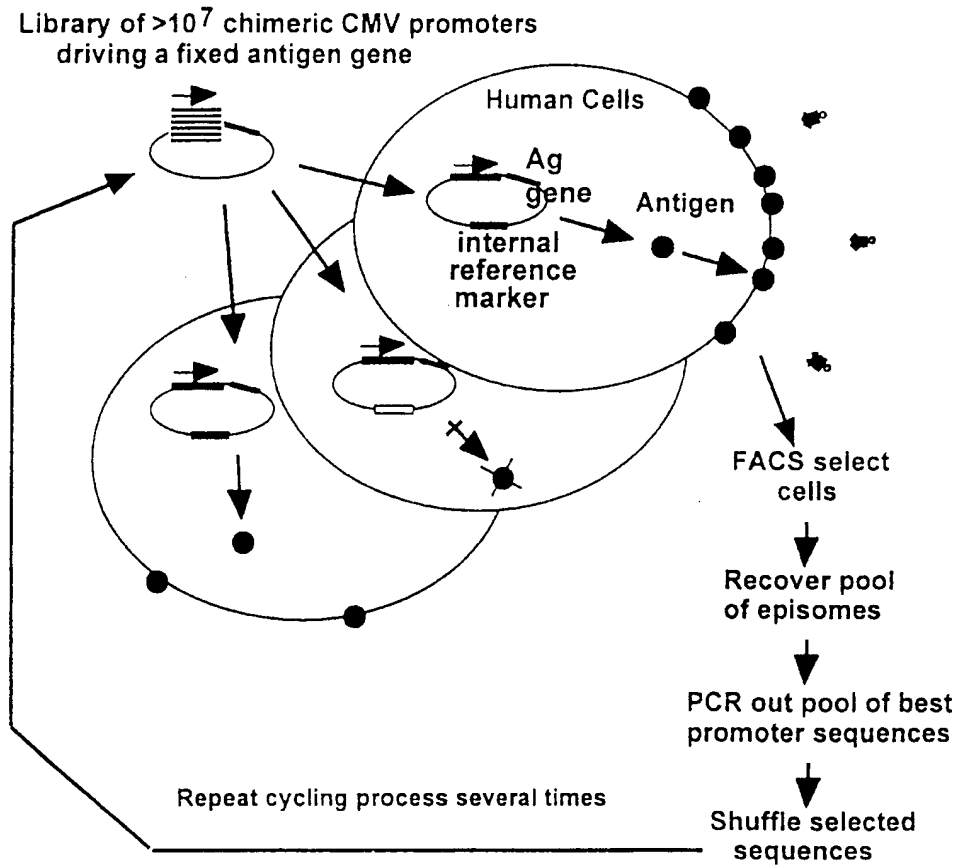 Library of >10^7 chimeric CMV promoters
driving a fixed antigen gene
Human Cells
Ag
gene
Antigen
internal
reference
marker
FACS select
cells
Recover pool
of episomes
PCR out pool of best
promoter sequences
Shuffle selected
sequences
Repeat cycling process several times